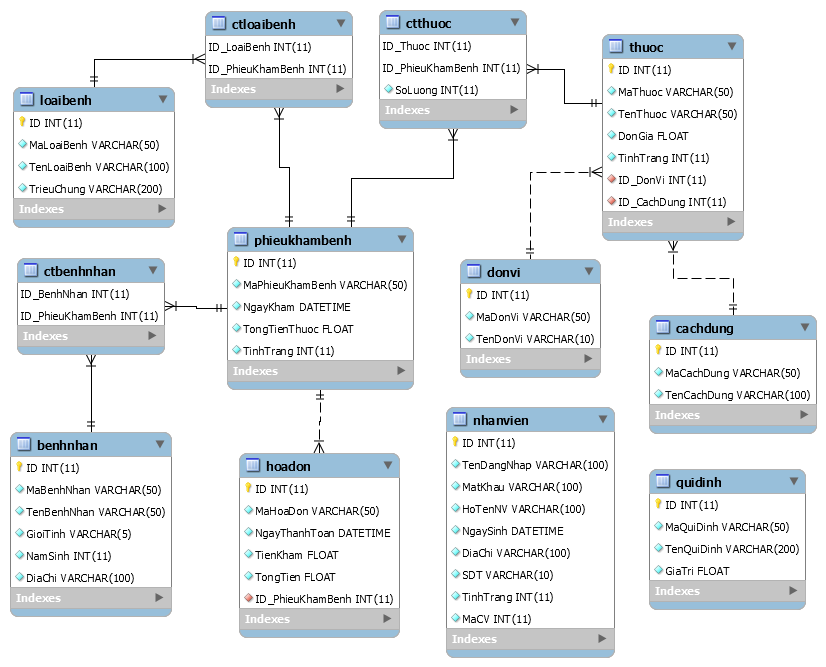 ctloaibenh
ID_LoaiBenh INT(11)
ID_PhieuKhamBenh INT(11)
Indexes
ctthuoc
ID_Thuoc INT(11)
ID_PhieuKhamBenh INT(11)
SoLuong INT(11)
Indexes
thuoc
ID INT(11)
MaThuoc VARCHAR(50)
TenThuoc VARCHAR(50)
DonGia FLOAT
TinhTrang INT(11)
ID_DonVi INT(11)
ID_CachDung INT(11)
Indexes
loaibenh
ID INT(11)
MaLoaiBenh VARCHAR(50)
TenLoaiBenh VARCHAR(100)
TrieuChung VARCHAR(200)
Indexes
phieukhambenh
ID INT(11)
MaPhieuKhamBenh VARCHAR(50)
NgayKham DATETIME
TongTienThuoc FLOAT
TinhTrang INT(11)
Indexes
ctbenhnhan
ID_BenhNhan INT(11)
ID_PhieuKhamBenh INT(11)
Indexes
donvi
ID INT(11)
MaDonVi VARCHAR(50)
TenDonVi VARCHAR(10)
Indexes
cachdung
ID INT(11)
MaCachDung VARCHAR(50)
TenCachDung VARCHAR(100)
Indexes
benhnhan
ID INT(11)
MaBenhNhan VARCHAR(50)
TenBenhNhan VARCHAR(50)
GioiTinh VARCHAR(5)
NamSinh INT(11)
DiaChi VARCHAR(100)
Indexes
hoadon
ID INT(11)
MaHoaDon VARCHAR(50)
NgayThanhToan DATETIME
TienKham FLOAT
TongTien FLOAT
ID_PhieuKhamBenh INT(11)
Indexes
nhanvien
ID INT(11)
TenDangNhap VARCHAR(100)
MatKhau VARCHAR(100)
HoTenNV VARCHAR(100)
NgaySinh DATETIME
DiaChi VARCHAR(100)
SDT VARCHAR(10)
TinhTrang INT(11)
MaCV INT(11)
Indexes
quidinh
ID INT(11)
MaQuiDinh VARCHAR(50)
TenQuiDinh VARCHAR(200)
GiaTri FLOAT
Indexes